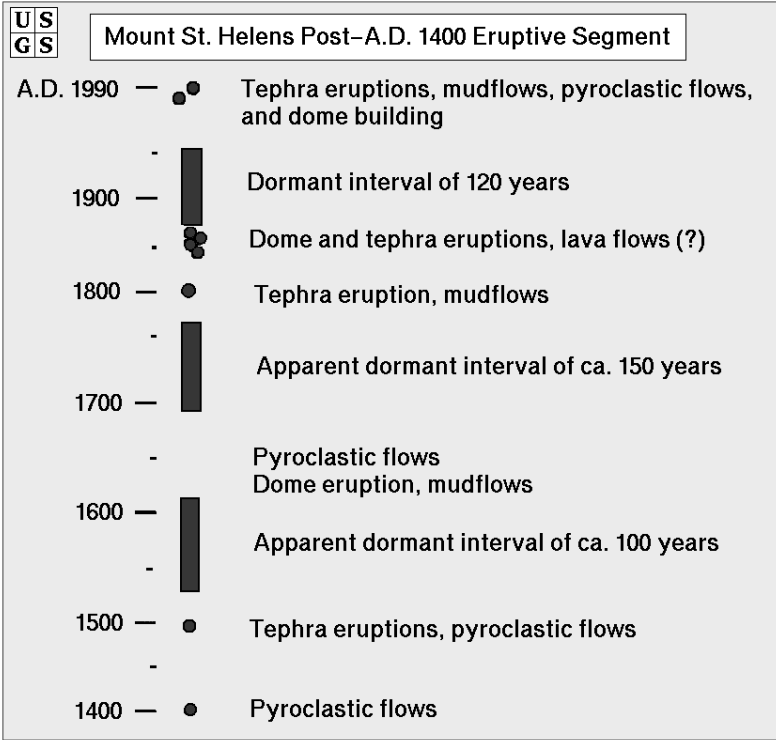 US
GS
Mount St. Helens Post–A.D. 1400 Eruptive Segment
A.D. 1990 — Tephra eruptions, mudflows, pyroclastic flows,
and dome building
Dormant interval of 120 years
1900 —
Dome and tephra eruptions, lava flows (?)
1800 — Tephra eruption, mudflows
Apparent dormant interval of ca. 150 years
1700 —
Pyroclastic flows
Dome eruption, mudflows
1600 —
Apparent dormant interval of ca. 100 years
1500 — Tephra eruptions, pyroclastic flows
1400 — Pyroclastic flows